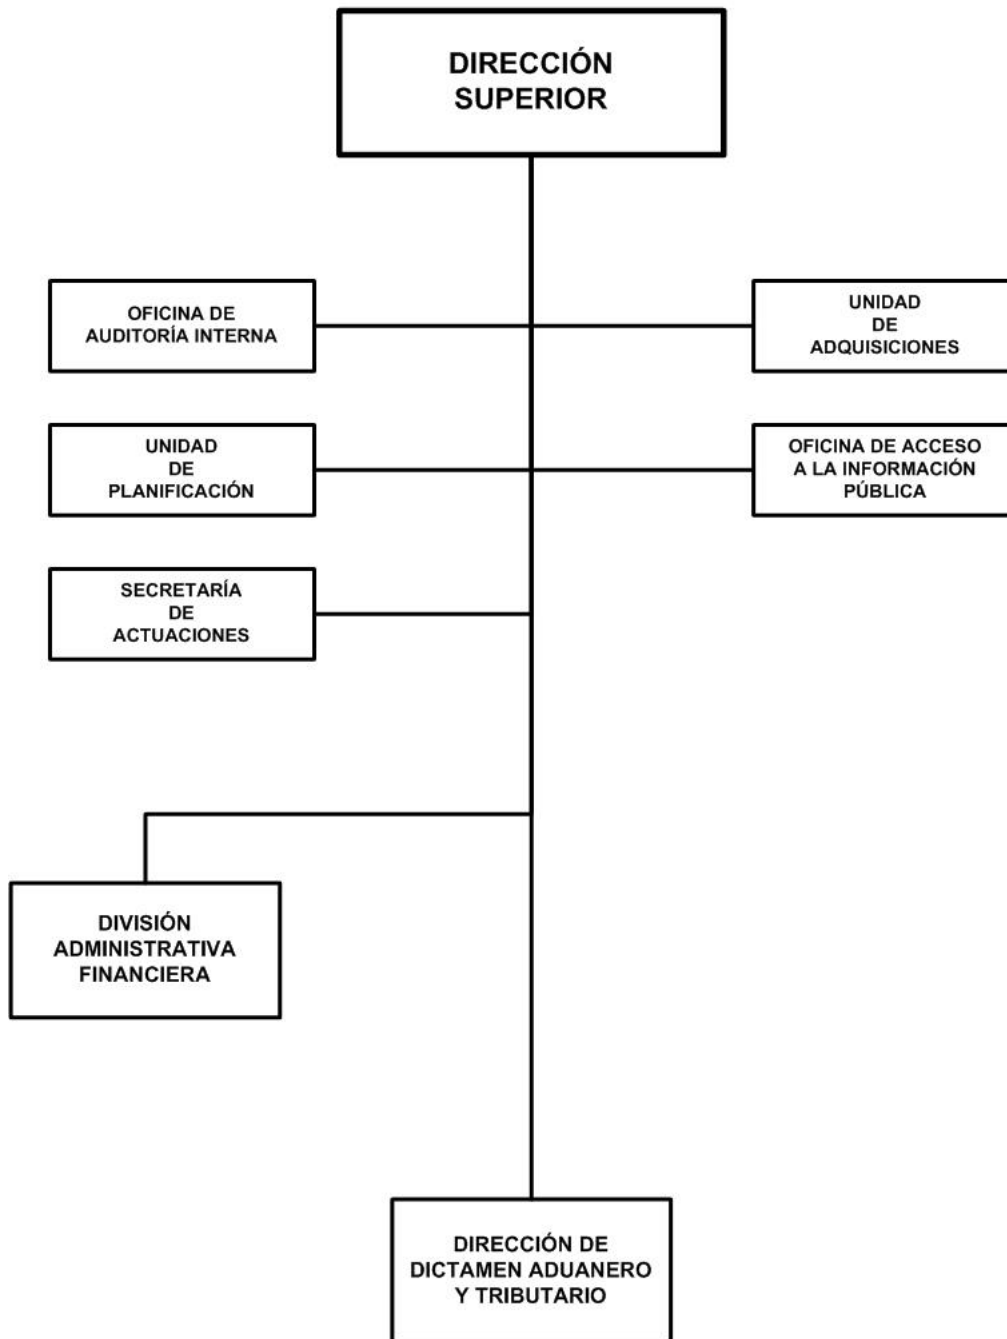 DIRECCIÓN
SUPERIOR
OFICINA DE
AUDITORÍA INTERNA
UNIDAD
DE
ADQUISICIONES
UNIDAD
DE
PLANIFICACIÓN
OFICINA DE ACCESO
A LA INFORMACIÓN
PÚBLICA
SECRETARÍA
DE
ACTUACIONES
DIVISIÓN
ADMINISTRATIVA
FINANCIERA
DIRECCIÓN DE
DICTAMEN ADUANERO
Y TRIBUTARIO